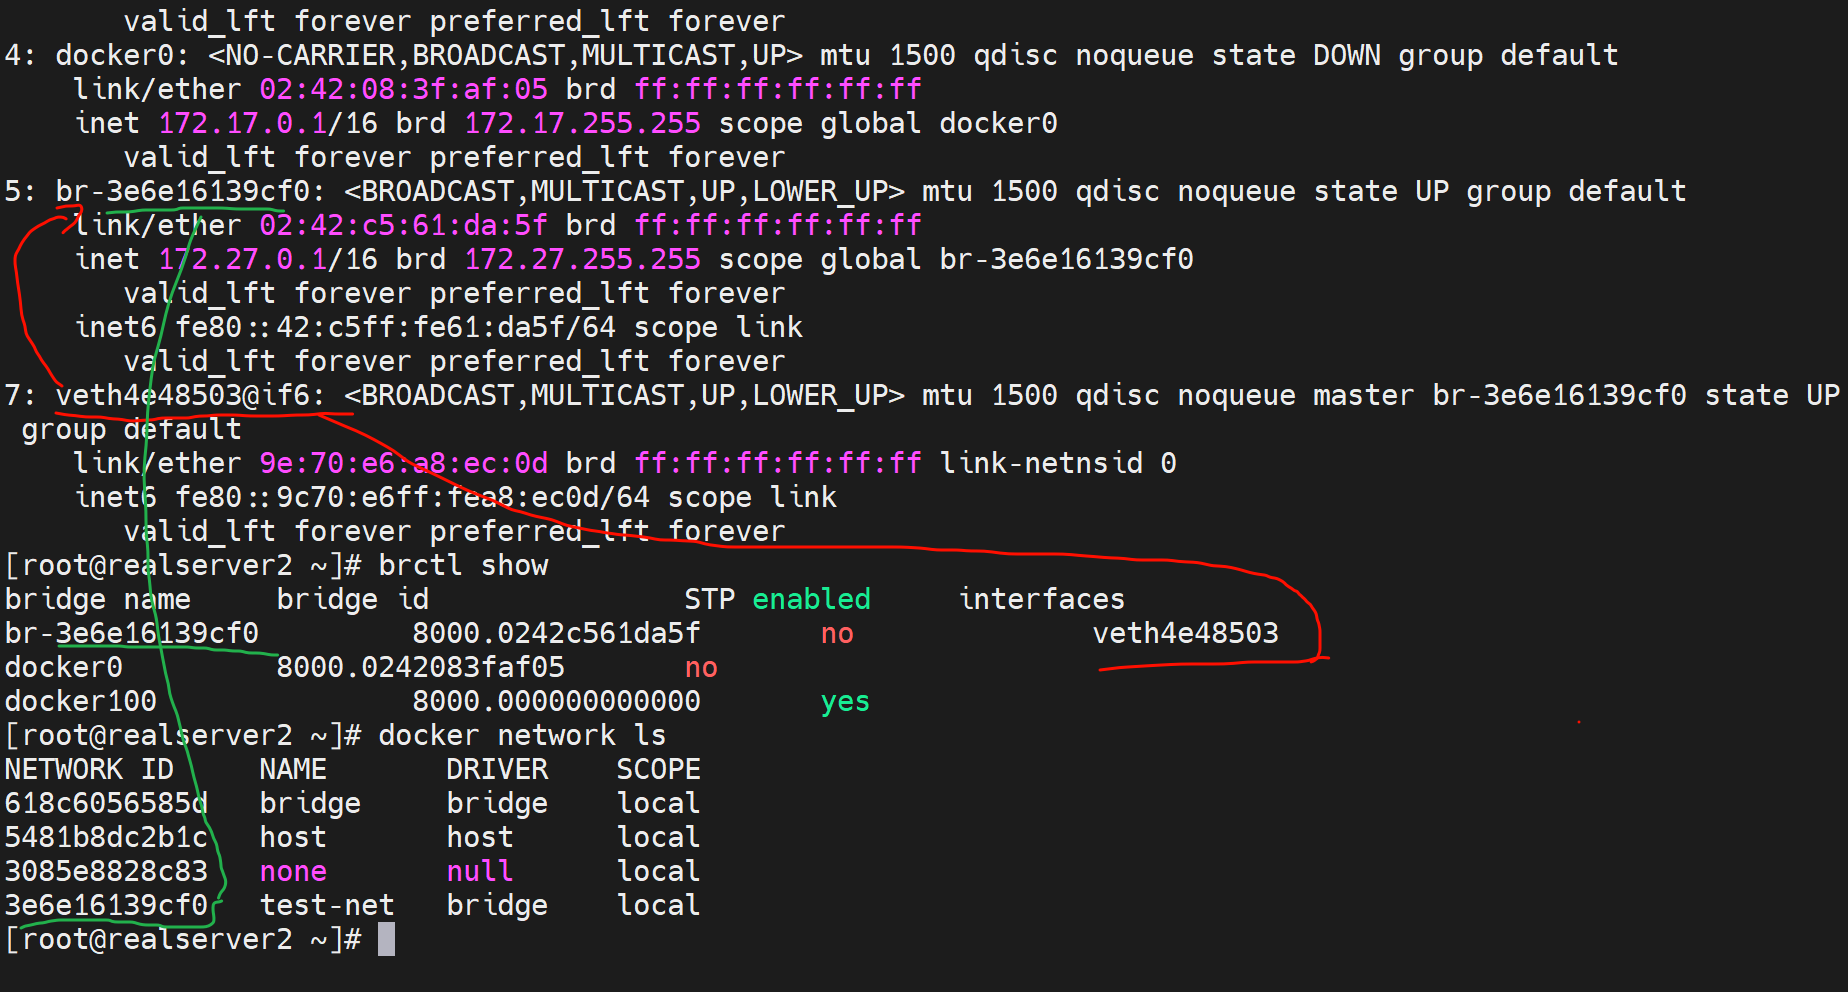 valid_lft forever preferred_lft forever
4: docker0: <NO-CARRIER,BROADCAST,MULTICAST,UP> mtu 1500 qdisc noqueue state DOWN group default
link/ether 02:42:08:3f:af:05 brd ff:ff:ff:ff:ff:ff
inet 172.17.0.1/16 brd 172.17.255.255 scope global docker0
valid_lft forever preferred_lft forever
5: br-3e6e16139cf0: <BROADCAST,MULTICAST,UP,LOWER_UP> mtu 1500 qdisc noqueue state UP group default
link/ether 02:42:c5:61:da:5f brd ff:ff:ff:ff:ff:ff
inet 172.27.0.1/16 brd 172.27.255.255 scope global br-3e6e16139cf0
valid_lft forever preferred_lft forever
inet6 fe80::42:c5ff:fe61:da5f/64 scope link
valid_lft forever preferred_lft forever
7: veth4e48503@if6: <BROADCAST,MULTICAST,UP,LOWER_UP> mtu 1500 qdisc noqueue master br-3e6e16139cf0 state UP
group default
link/ether 9e:70:e6:a8:ec:0d brd ff:ff:ff:ff:ff:ff link-netnsid 0
inet6 fe80::9c70:e6ff:fea8:ec0d/64 scope link
valid_lft forever preferred_lft forever
[root@realserver2 ~]# brctl show
bridge name bridge id STP enabled interfaces
br-3e6e16139cf0 8000.0242c561da5f no veth4e48503
docker0 8000.0242083faf05 no
docker100 8000.000000000000 yes
[root@realserver2 ~]# docker network ls
NETWORK ID NAME DRIVER SCOPE
618c6056585d bridge bridge local
5481b8dc2b1c host host local
3085e8828c83 none null local
3e6e16139cf0 test-net bridge local
[root@realserver2 ~]#